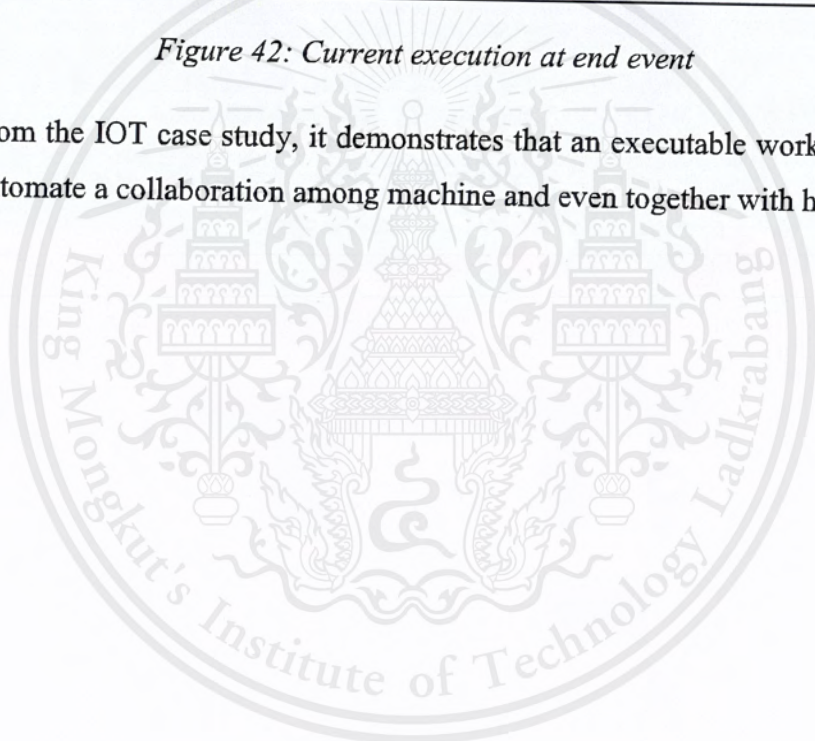 Figure 42: Current execution at end event
om the IOT case study, it demonstrates that an executable work
tomate a collaboration among machine and even together with h
King Mongkut's Institute of Technology Ladkrabang